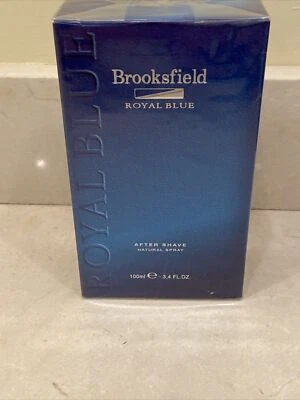 Brooksfield
ROYAL BLUE
ROYAL BLUE
AFTER SHAVE
NATURAL SPRAY
100ml ℮ 3,4 FL.OZ.